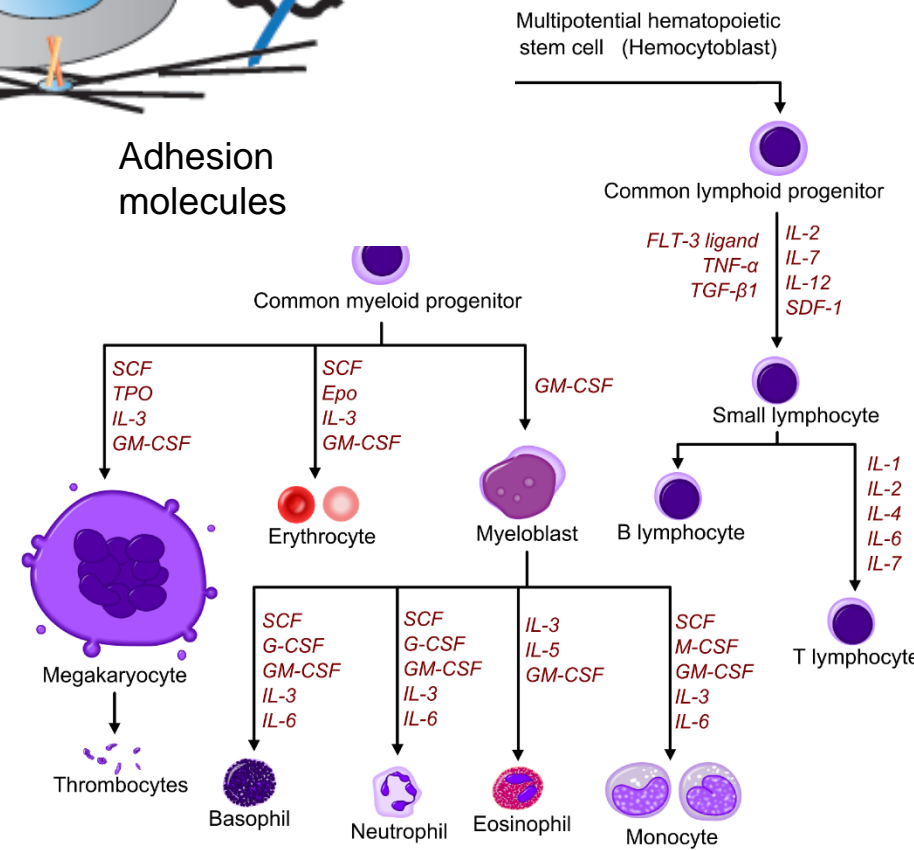 Multipotential hematopoietic
stem cell (Hemocytoblast)
Adhesion
molecules
Common lymphoid progenitor
FLT-3 ligand
TNF-α
TGF-β1
IL-2
IL-7
IL-12
SDF-1
Common myeloid progenitor
SCF
TPO
IL-3
GM-CSF
SCF
Epo
IL-3
GM-CSF
GM-CSF
Small lymphocyte
IL-1
IL-2
IL-4
IL-6
IL-7
Erythrocyte
Myeloblast
B lymphocyte
T lymphocyte
Megakaryocyte
SCF
G-CSF
GM-CSF
IL-3
IL-6
SCF
G-CSF
GM-CSF
IL-3
IL-6
IL-3
IL-5
GM-CSF
SCF
M-CSF
GM-CSF
IL-3
IL-6
Thrombocytes
Basophil
Neutrophil
Eosinophil
Monocyte